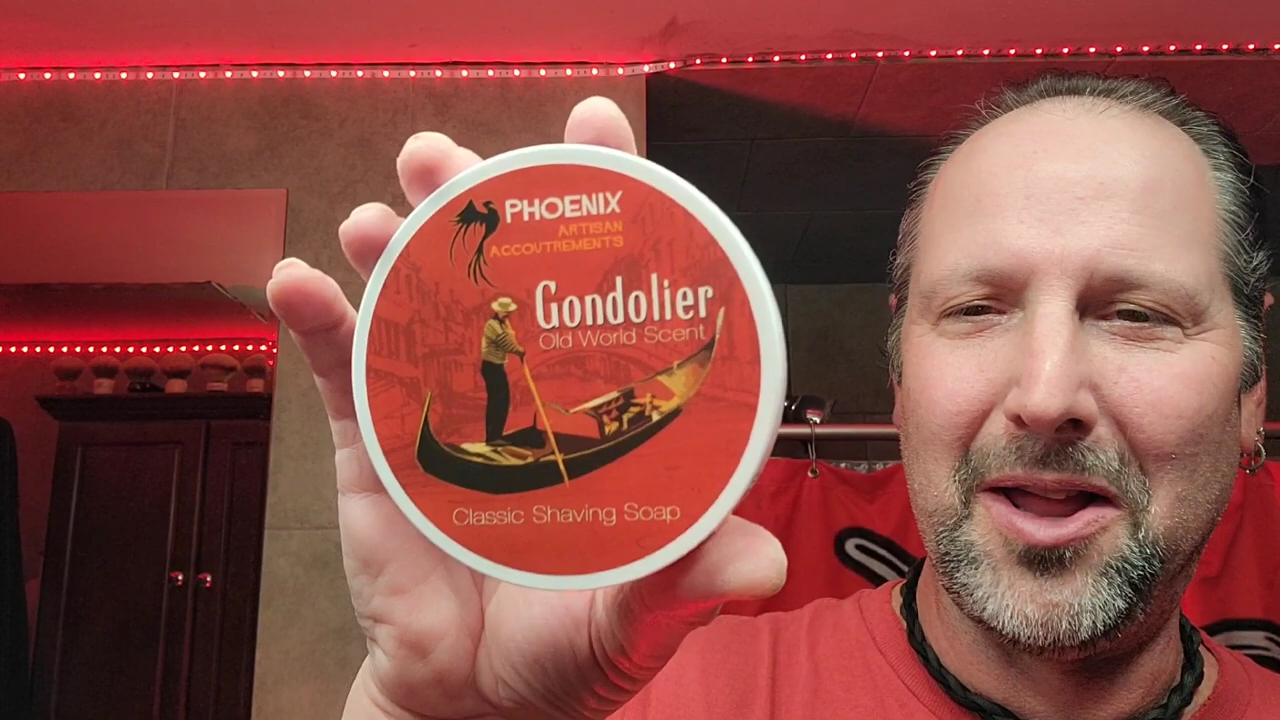 PHOENIX
ARTISAN
ACCOUTREMENTS
Gondolier
Old World Scent
Classic Shaving Soap